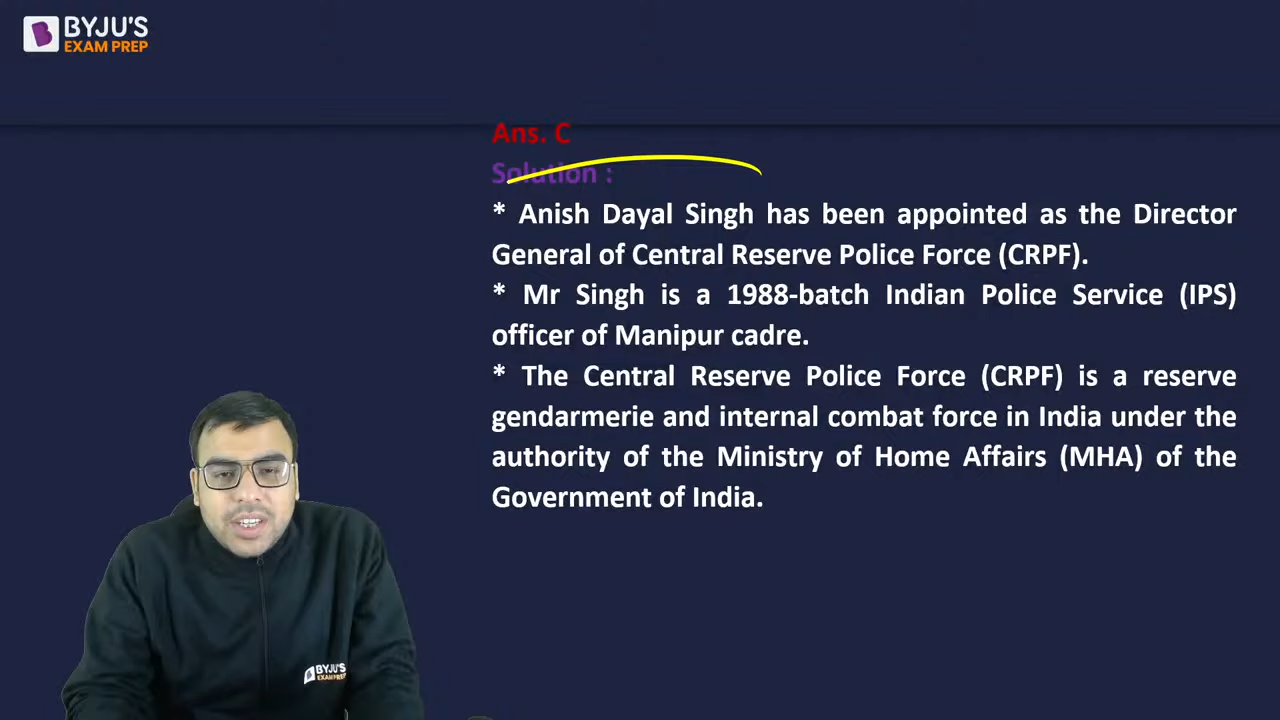 BYJU'S
EXAM PREP
Ans. C
Solution :
* Anish Dayal Singh has been appointed as the Director
General of Central Reserve Police Force (CRPF).
* Mr Singh is a 1988-batch Indian Police Service (IPS)
officer of Manipur cadre.
* The Central Reserve Police Force (CRPF) is a reserve
gendarmerie and internal combat force in India under the
authority of the Ministry of Home Affairs (MHA) of the
Government of India.
BYJU'S
EXAM PREP